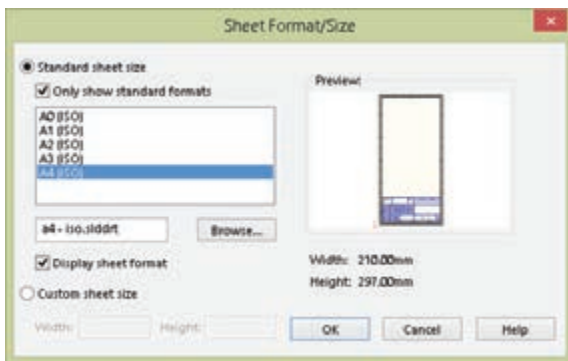 Sheet Format/Size
Standard sheet size
Only show standard formats
A0 (ISO)
A1 (ISO)
A2 (ISO)
A3 (ISO)
A4 (ISO)
a4 - iso.slddrt
Browse...
Display sheet format
Custom sheet size
Width:
Height:
Preview:
Width: 210.00mm
Height: 297.00mm
OK
Cancel
Help